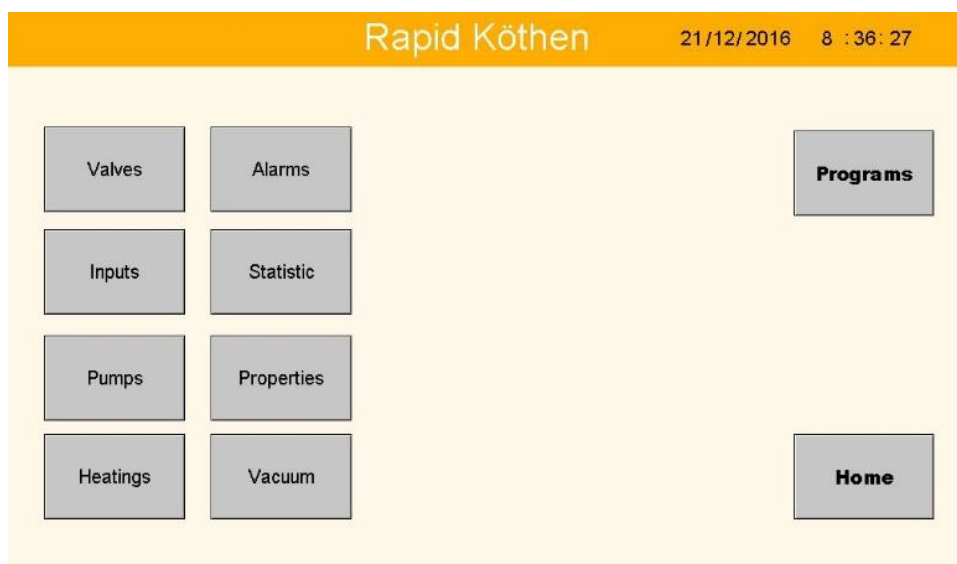 Rapid Köthen 21/12/2016 8 :36: 27
Valves Alarms Programs
Inputs Statistic
Pumps Properties
Heatings Vacuum Home